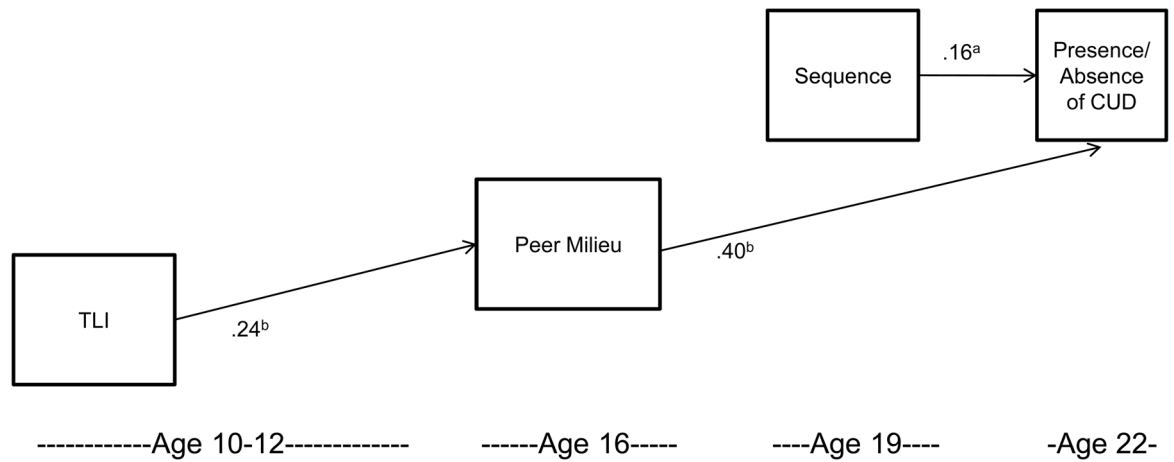 Sequence
.16ᵃ
Presence/
Absence
of CUD
Peer Milieu
.40ᵇ
TLI
.24ᵇ
------------Age 10-12-------------
------Age 16-----
----Age 19----
-Age 22-